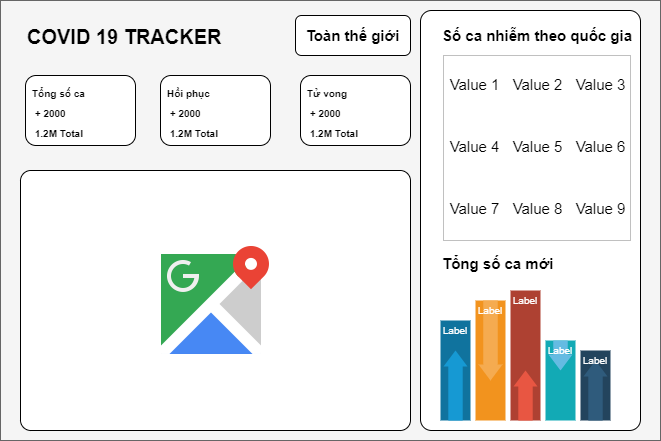 COVID 19 TRACKER
Toàn thế giới
Tổng số ca
+ 2000
1.2M Total
Hồi phục
+ 2000
1.2M Total
Tử vong
+ 2000
1.2M Total
G
Số ca nhiễm theo quốc gia
Value 1 Value 2 Value 3
Value 4 Value 5 Value 6
Value 7 Value 8 Value 9
Tổng số ca mới
Label
Label
Label
Label
Label